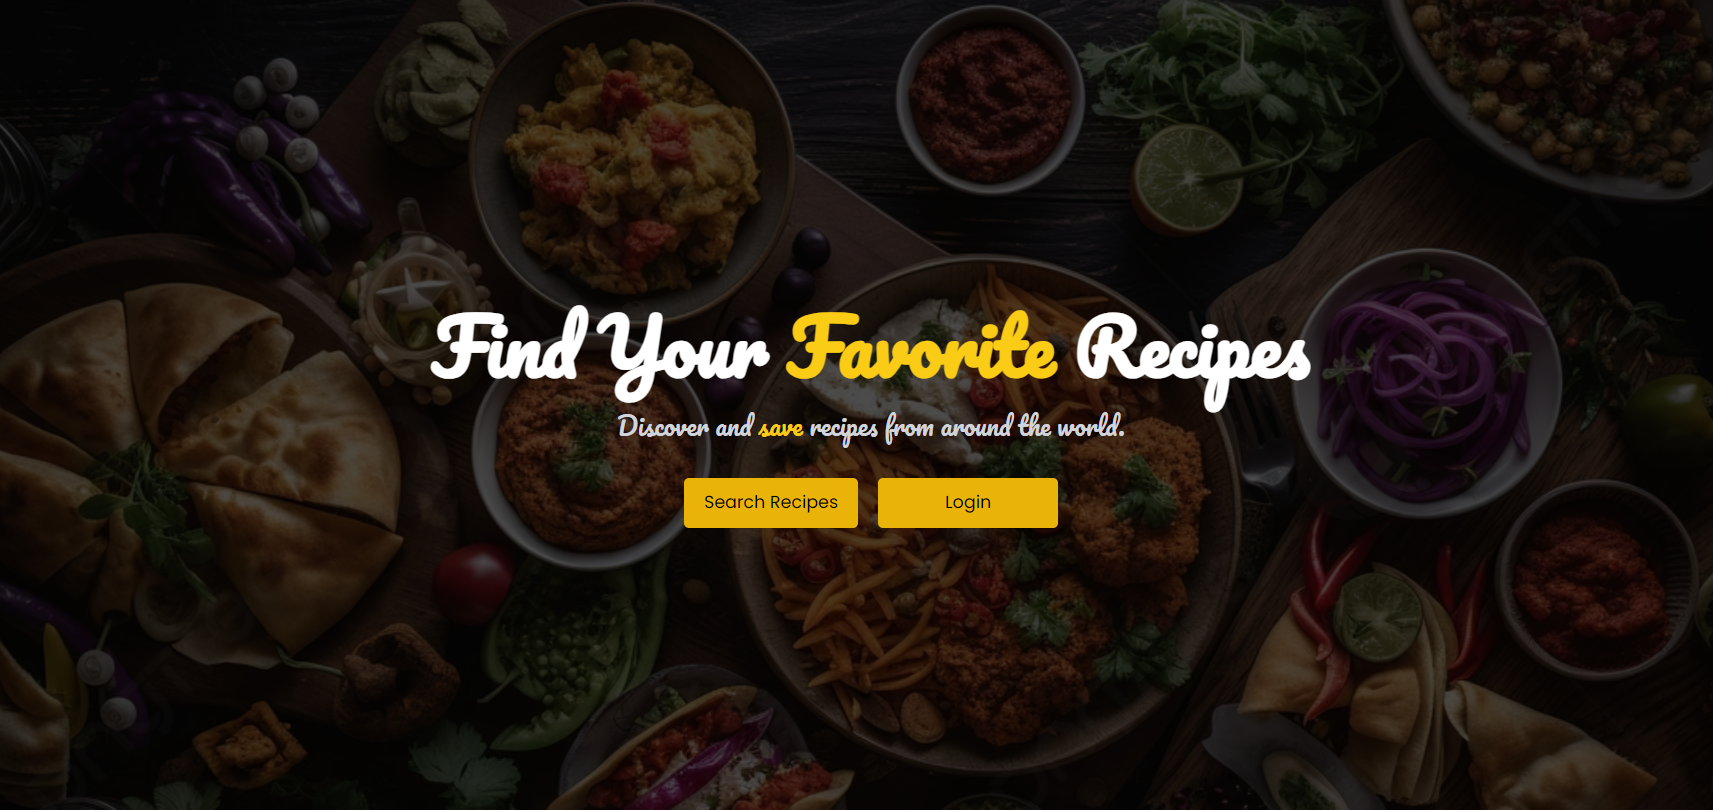 Find Your Favorite Recipes
Discover and save recipes from around the world.
Search Recipes
Login